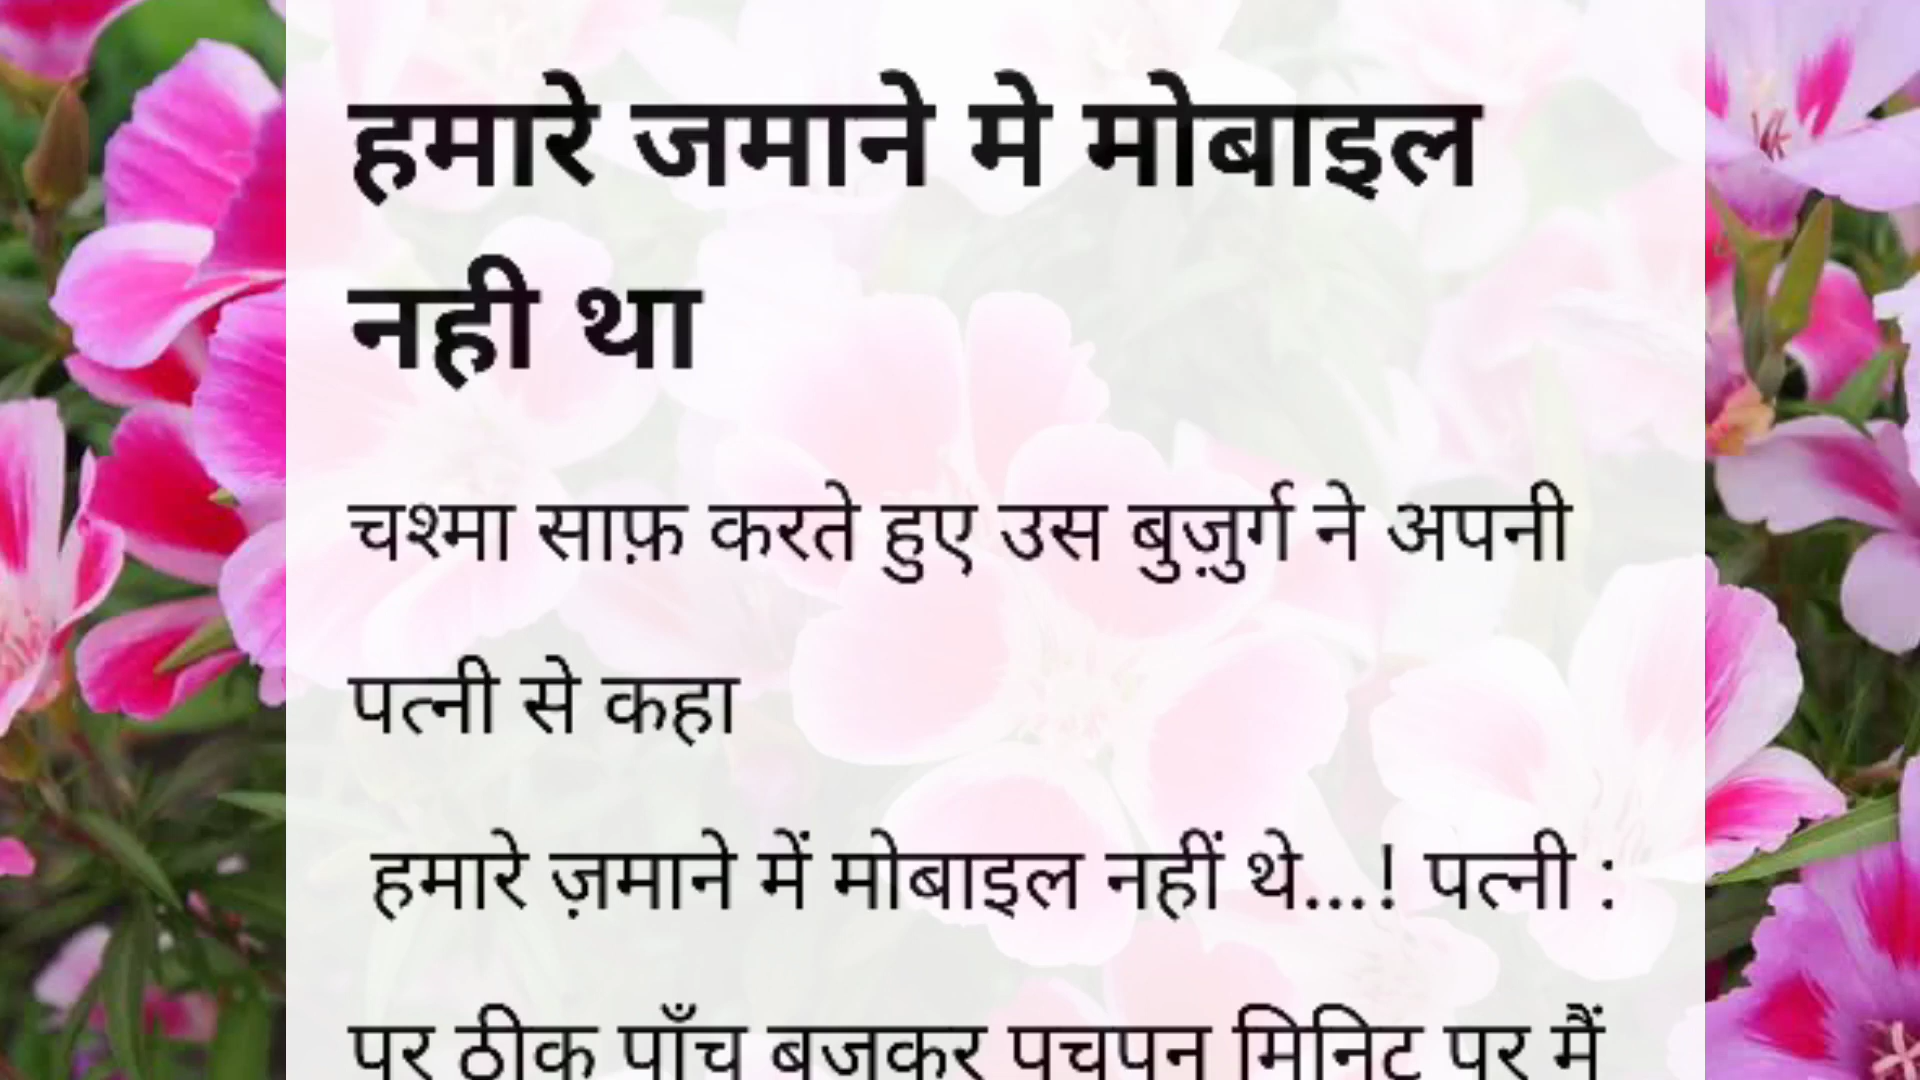 हमारे जमाने मे मोबाइल
नही था
चश्मा साफ़ करते हुए उस बुज़ुर्ग ने अपनी
पत्नी से कहा
हमारे ज़माने में मोबाइल नहीं थे...! पत्नी :
पर ठीक पाँच बजकर पचपन मिनिट पर मैं